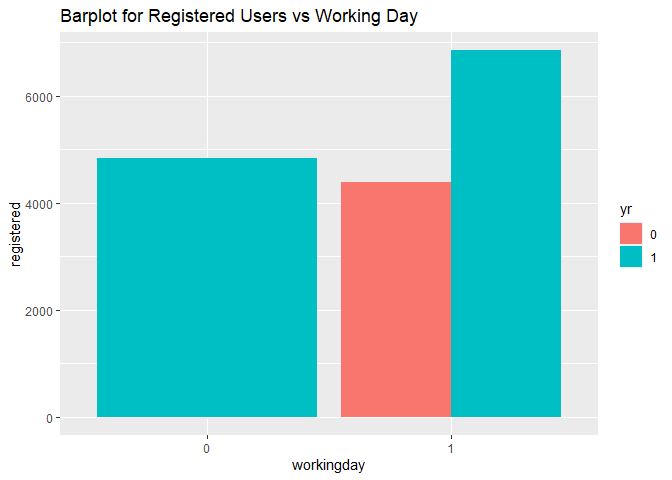 Barplot for Registered Users vs Working Day
registered
6000
4000
2000
0
0 1
workingday
yr
0
1